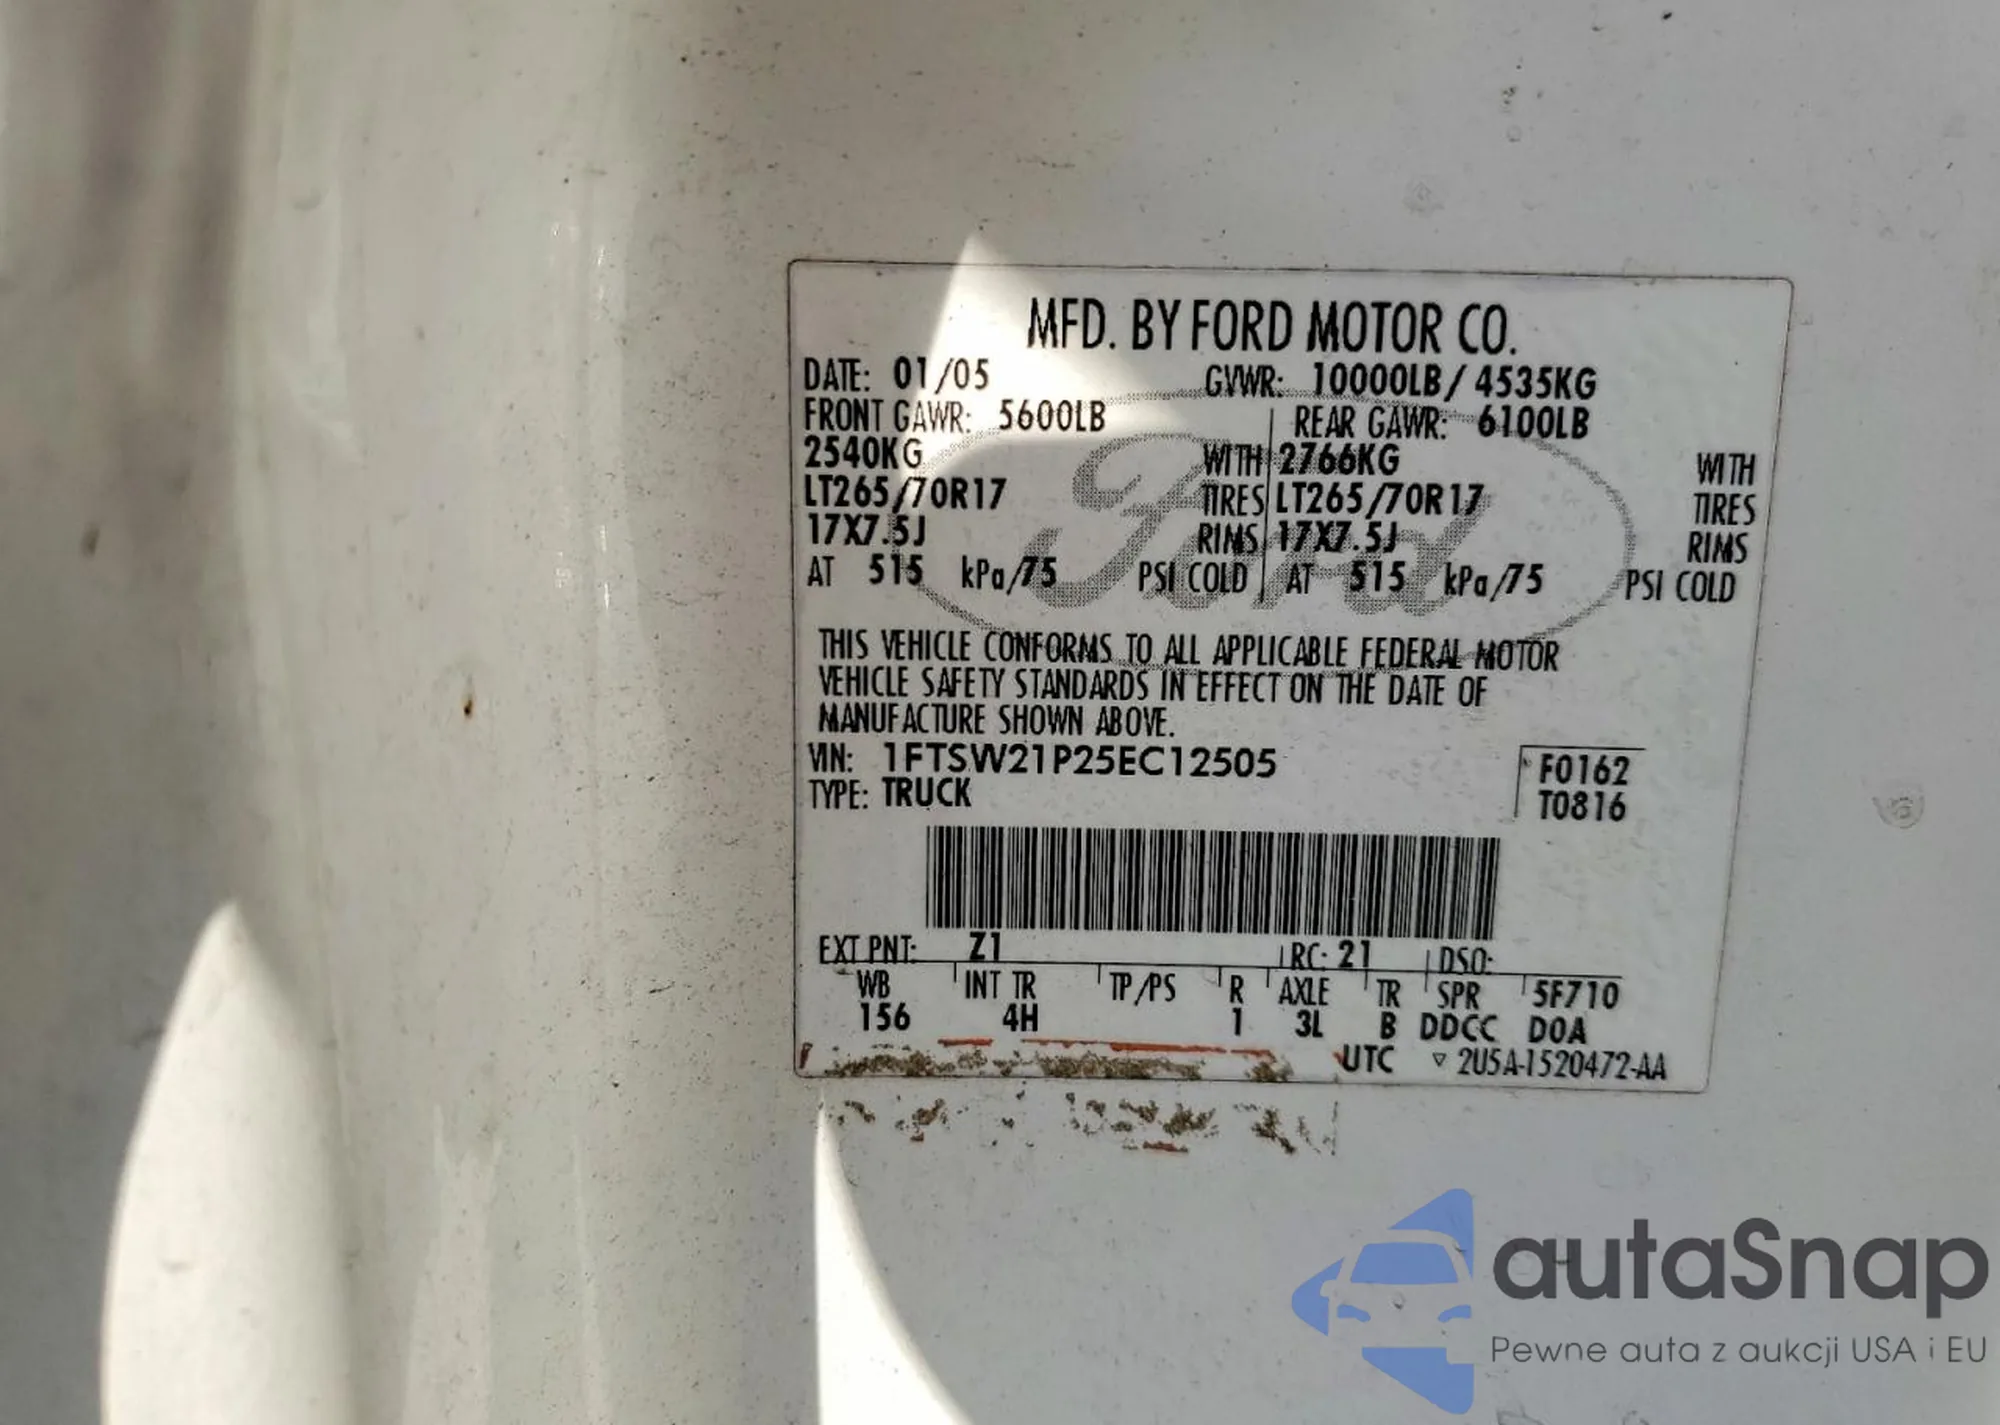 MFD. BY FORD MOTOR CO.
DATE: 01/05 GVWR: 10000LB/ 4535KG
FRONT GAWR: 5600LB REAR GAWR: 6100LB
2540KG WITH 2766KG WITH
LT265/70R17 TIRES LT265/70R17 TIRES
17X7.5J RIMS 17X7.5J RIMS
AT 515 kPa/75 PSI COLD AT 515 kPa/75 PSI COLD
Ford
THIS VEHICLE CONFORMS TO ALL APPLICABLE FEDERAL MOTOR
VEHICLE SAFETY STANDARDS IN EFFECT ON THE DATE OF
MANUFACTURE SHOWN ABOVE.
VIN: 1FTSW21P25EC12505 F0162
TYPE: TRUCK T0816
EXT PNT: Z1 RC: 21 DSO:
WB INT TR TP/PS R AXLE TR SPR 5F710
156 4H 1 3L B DDCC D0A
UTC ▽ 2U5A-1520472-AA
autaSnap
Pewne auta z aukcji USA i EU